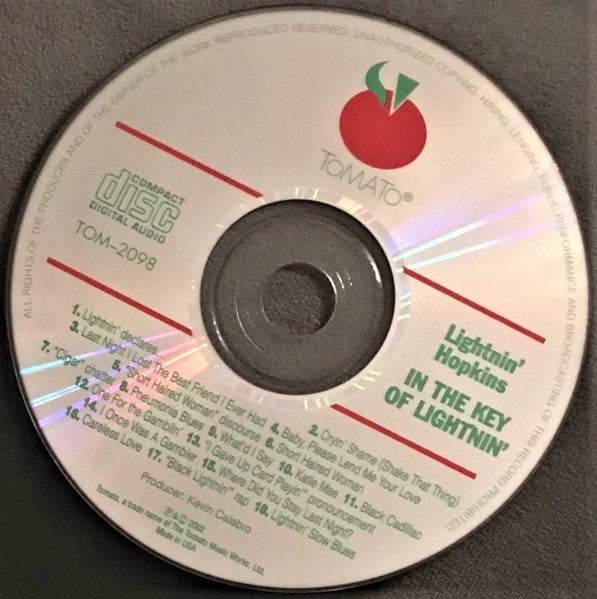 ALL RIGHTS OF THE PRODUCER AND OF THE OWNER OF THE WORK REPRODUCED RESERVED. UNAUTHORIZED COPYING, HIRING, LENDING, PUBLIC PERFORMANCE AND BROADCASTING OF THIS RECORD PROHIBITED
TOMATO®
COMPACT
disc
DIGITAL AUDIO
TOM-2098
Lightnin'
Hopkins
IN THE KEY
OF LIGHTNIN'
1. Lightnin' declares... 2. Cryin' Shame (Shake That Thing)
3. Last Night I Lost The Best Friend I Ever Had 4. Baby, Please Lend Me Your Love
5. "Short Haired Woman" discourse 6. Short Haired Woman
7. "Cigar" chatter 8. Pneumonia Blues 9. What'd I Say 10. Katie Mae 11. Black Cadillac
12. One For the Gamblin' 13. "I Gave Up Card Playin'" pronouncement
14. I Once Was A Gambler 15. Where Did You Stay Last Night?
16. Careless Love 17. "Black Lightnin'" rap 18. Lightnin' Slow Blues
Producer: Kevin Calabro
℗&© 2002
Tomato, a trade name of The Tomato Music Works, Ltd.
Made in USA